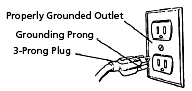 Properly Grounded Outlet
Grounding Prong
3-Prong Plug